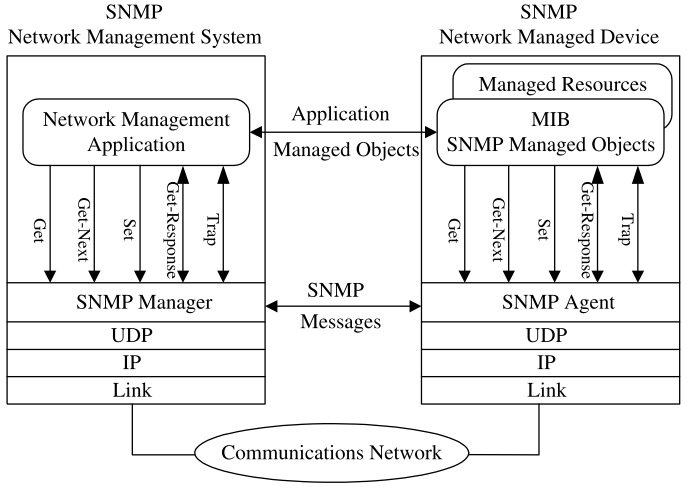 SNMP
Network Management System
SNMP
Network Managed Device
Managed Resources
Network Management
Application
Application
Managed Objects
MIB
SNMP Managed Objects
Get
Get-Next
Set
Get-Response
Trap
Get
Get-Next
Set
Get-Response
Trap
SNMP Manager
SNMP
Messages
SNMP Agent
UDP
UDP
IP
IP
Link
Link
Communications Network